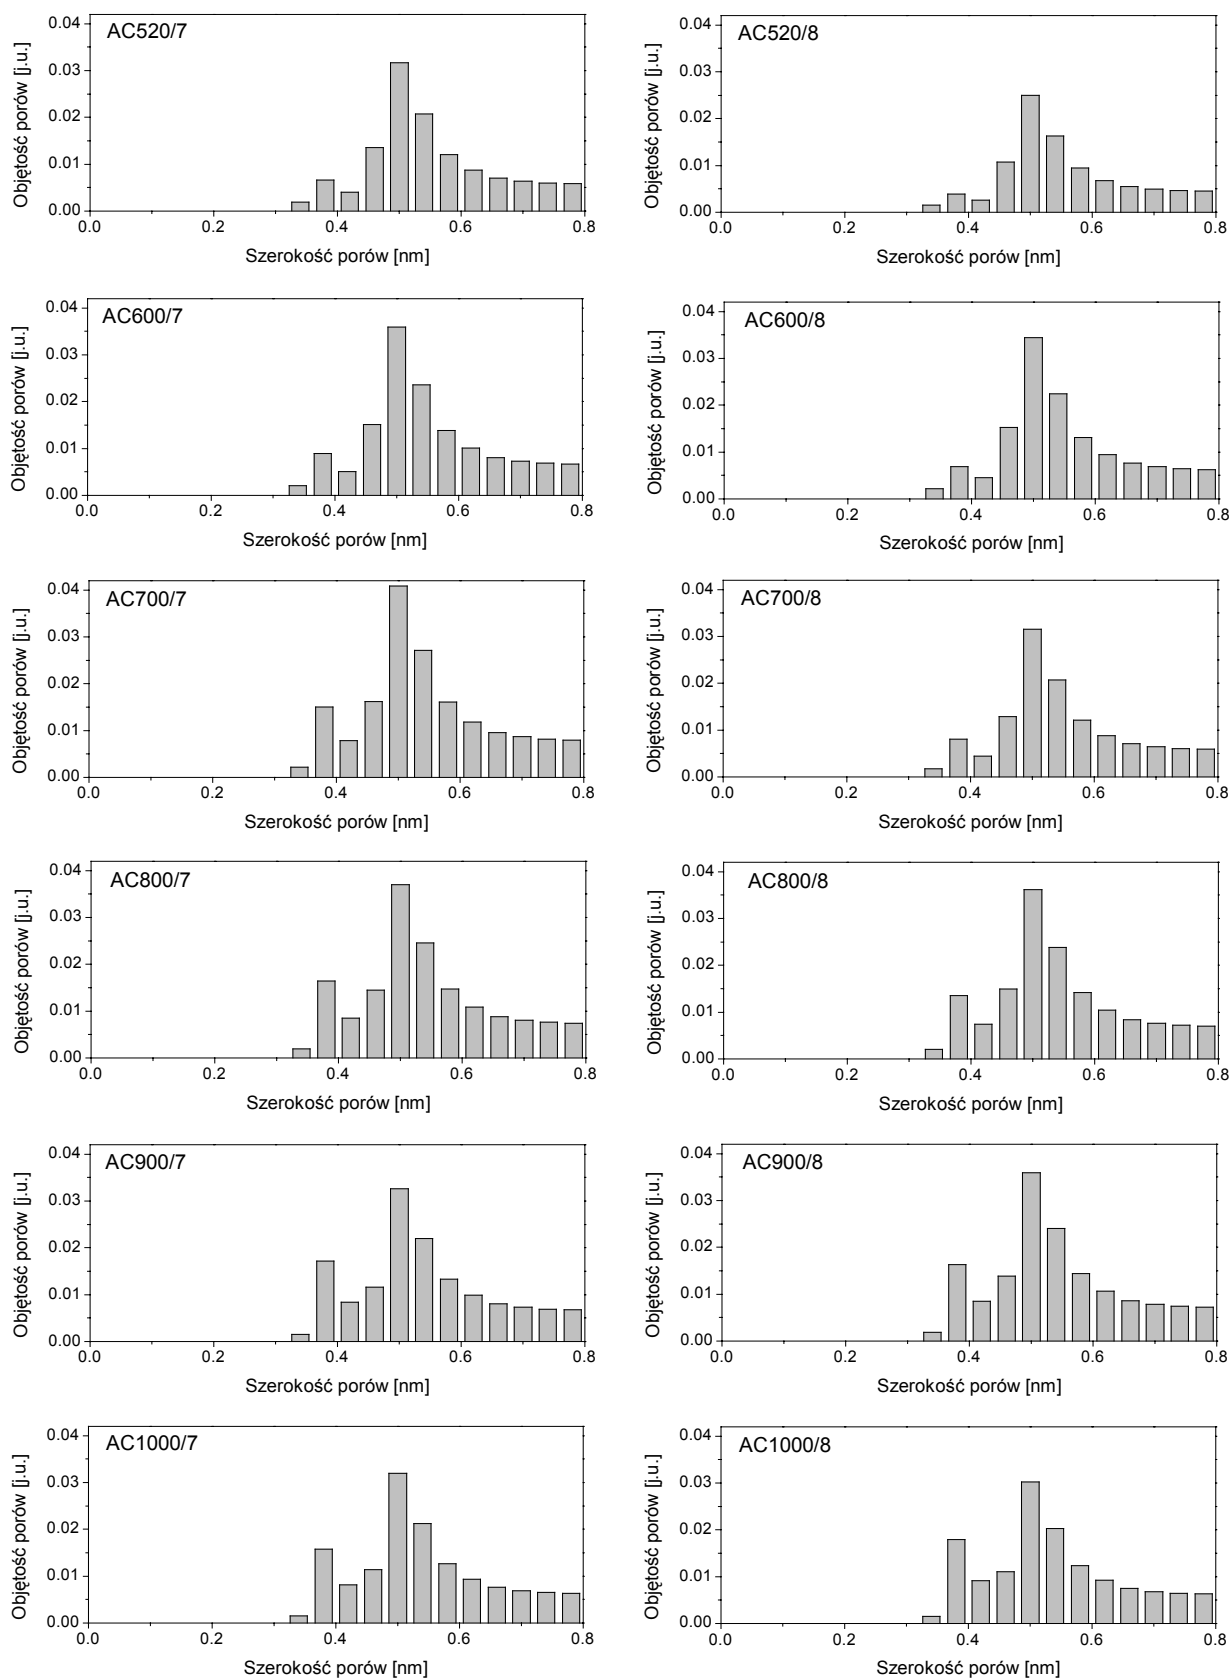 AC520/7
Objętość porów [j.u.]
0.04
0.03
0.02
0.01
0.00
0.0 0.2 0.4 0.6 0.8
Szerokość porów [nm]
AC520/8
Objętość porów [j.u.]
0.04
0.03
0.02
0.01
0.00
0.0 0.2 0.4 0.6 0.8
Szerokość porów [nm]
AC600/7
Objętość porów [j.u.]
0.04
0.03
0.02
0.01
0.00
0.0 0.2 0.4 0.6 0.8
Szerokość porów [nm]
AC600/8
Objętość porów [j.u.]
0.04
0.03
0.02
0.01
0.00
0.0 0.2 0.4 0.6 0.8
Szerokość porów [nm]
AC700/7
Objętość porów [j.u.]
0.04
0.03
0.02
0.01
0.00
0.0 0.2 0.4 0.6 0.8
Szerokość porów [nm]
AC700/8
Objętość porów [j.u.]
0.04
0.03
0.02
0.01
0.00
0.0 0.2 0.4 0.6 0.8
Szerokość porów [nm]
AC800/7
Objętość porów [j.u.]
0.04
0.03
0.02
0.01
0.00
0.0 0.2 0.4 0.6 0.8
Szerokość porów [nm]
AC800/8
Objętość porów [j.u.]
0.04
0.03
0.02
0.01
0.00
0.0 0.2 0.4 0.6 0.8
Szerokość porów [nm]
AC900/7
Objętość porów [j.u.]
0.04
0.03
0.02
0.01
0.00
0.0 0.2 0.4 0.6 0.8
Szerokość porów [nm]
AC900/8
Objętość porów [j.u.]
0.04
0.03
0.02
0.01
0.00
0.0 0.2 0.4 0.6 0.8
Szerokość porów [nm]
AC1000/7
Objętość porów [j.u.]
0.04
0.03
0.02
0.01
0.00
0.0 0.2 0.4 0.6 0.8
Szerokość porów [nm]
AC1000/8
Objętość porów [j.u.]
0.04
0.03
0.02
0.01
0.00
0.0 0.2 0.4 0.6 0.8
Szerokość porów [nm]